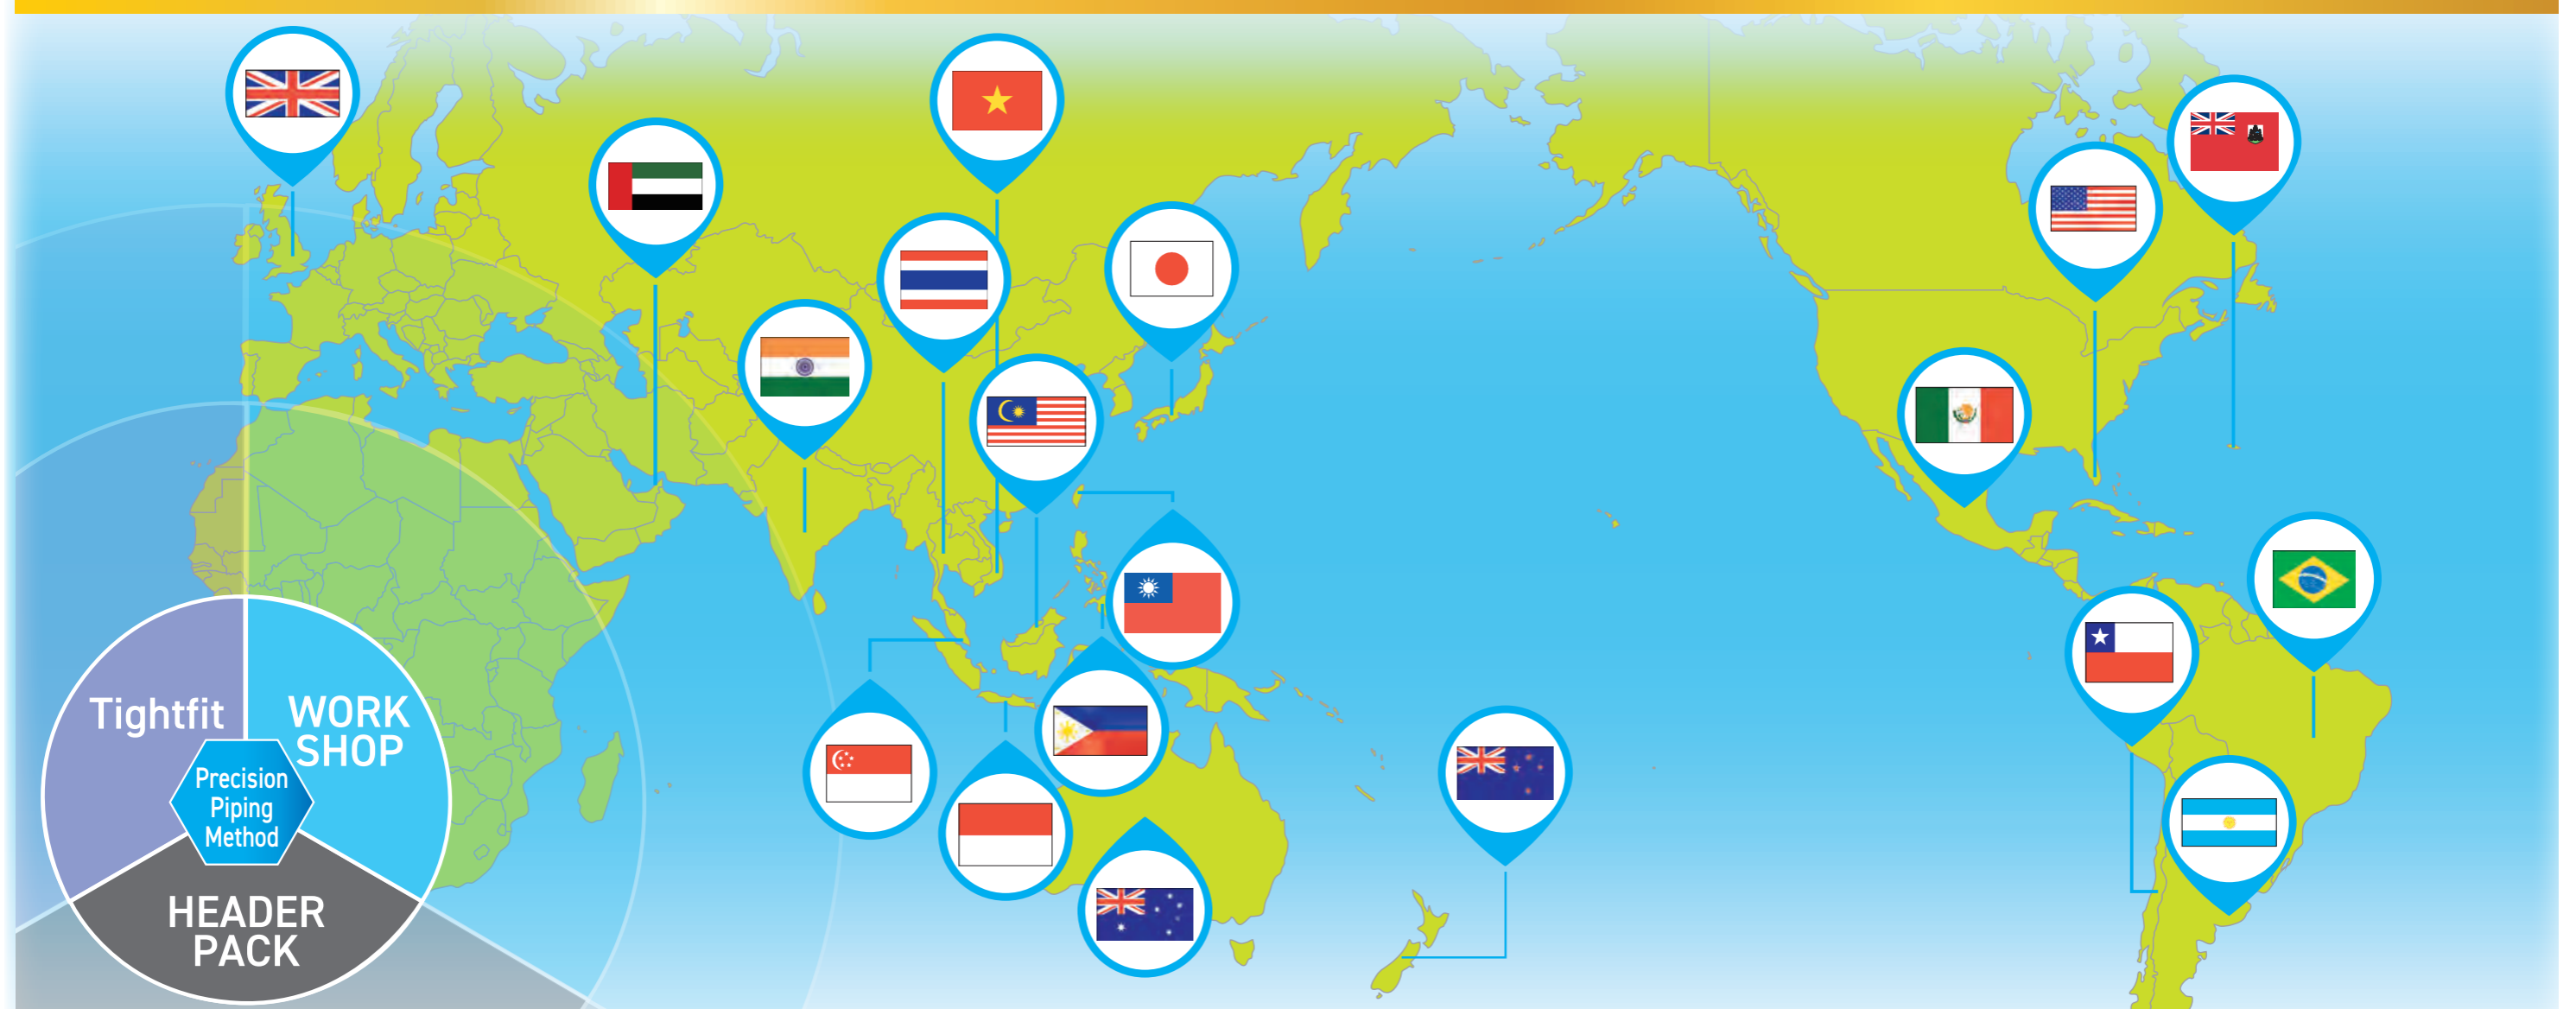 Tightfit
WORK
SHOP
Precision
Piping
Method
HEADER
PACK